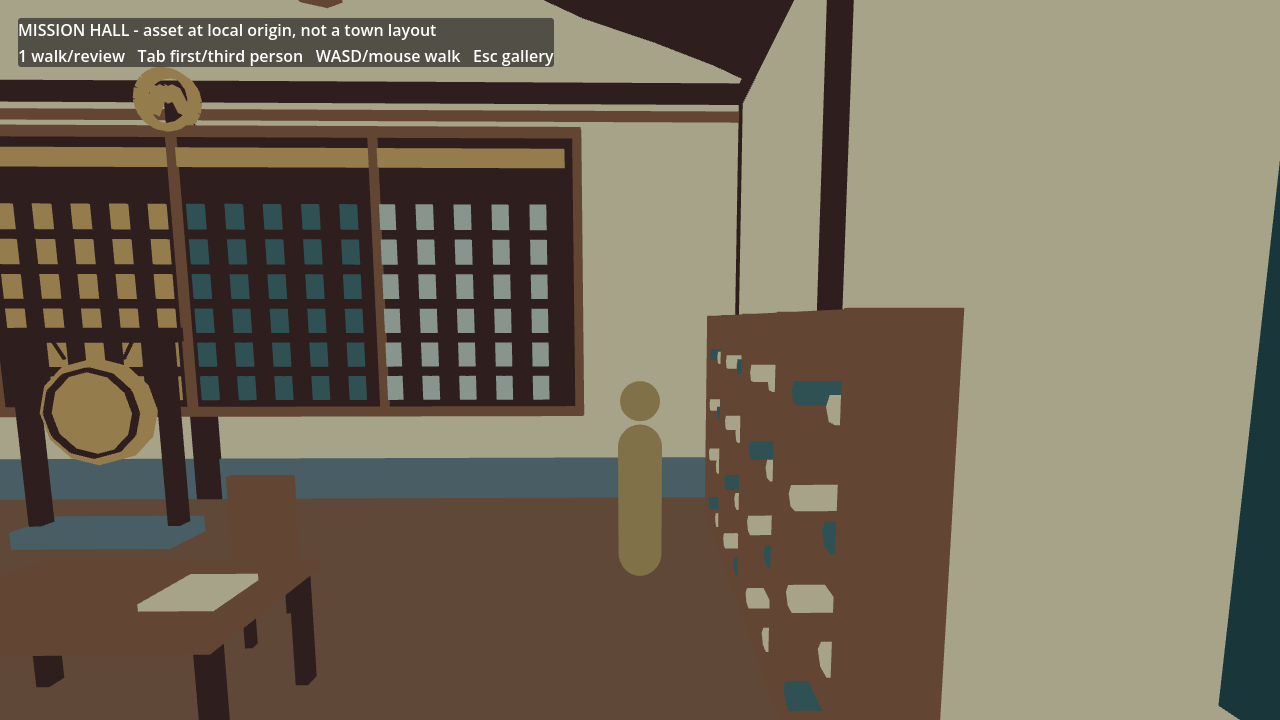 MISSION HALL - asset at local origin, not a town layout
1 walk/review   Tab first/third person   WASD/mouse walk   Esc gallery